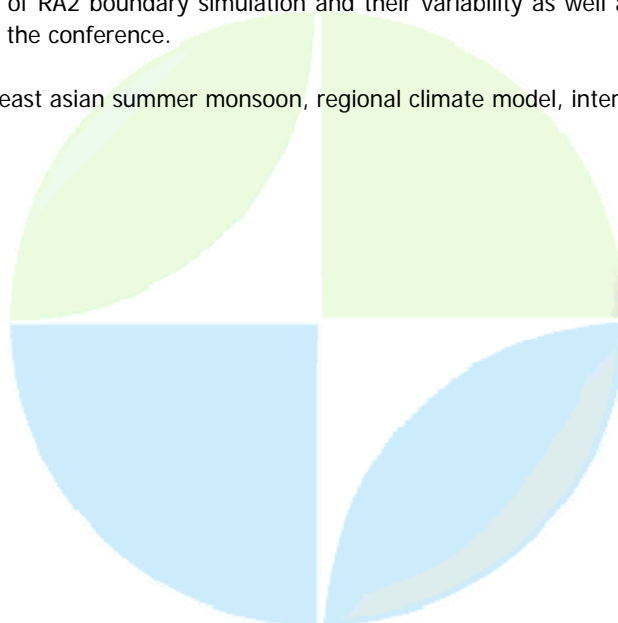 of RA2 boundary simulation and their variability as well a
the conference.
east asian summer monsoon, regional climate model, inter